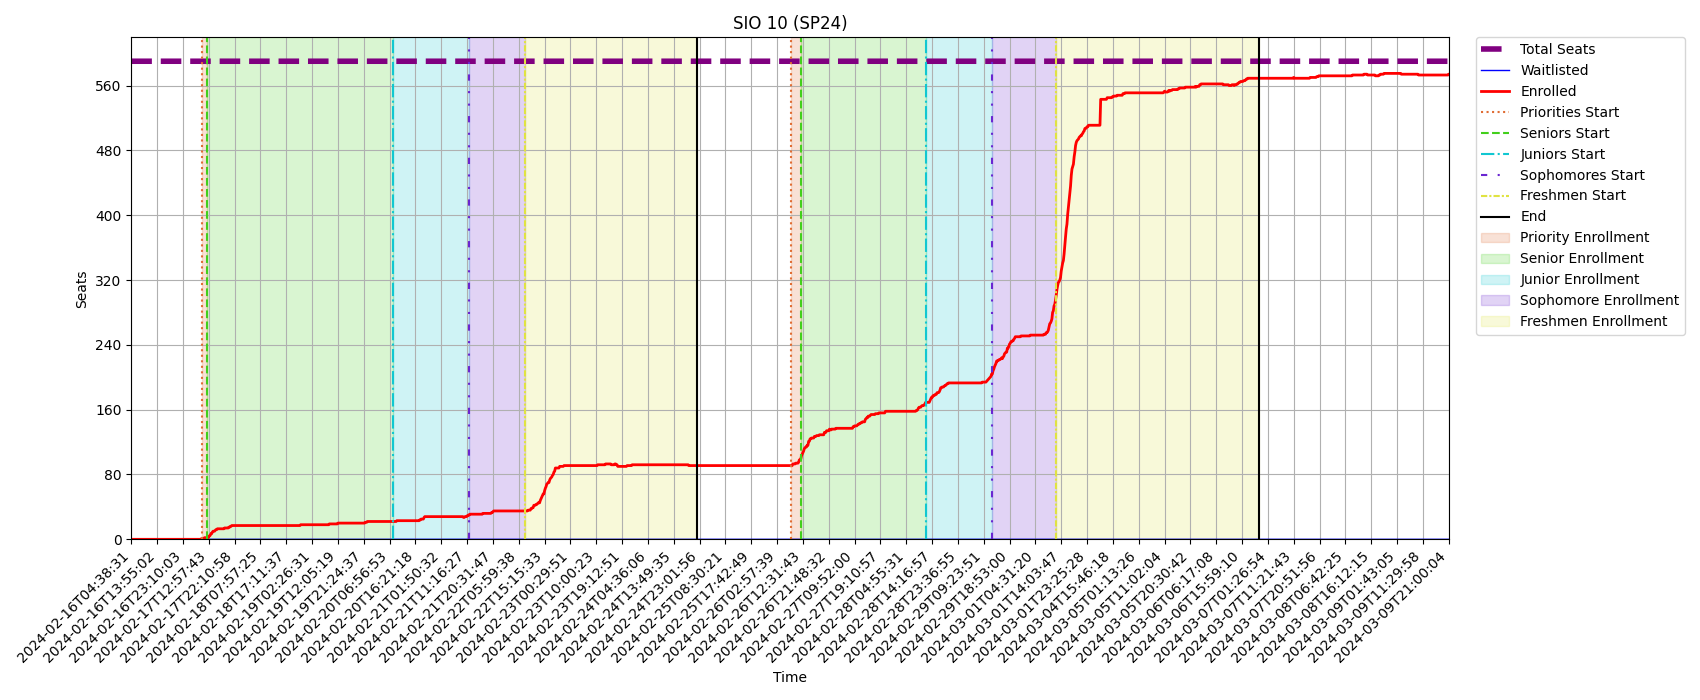 SIO 10 (SP24)
Total Seats
Waitlisted
Enrolled
Priorities Start
Seniors Start
Juniors Start
Sophomores Start
Freshmen Start
End
Priority Enrollment
Senior Enrollment
Junior Enrollment
Sophomore Enrollment
Freshmen Enrollment
Seats
560
480
400
320
240
160
80
0
2024-02-16T04:38:31
2024-02-16T13:55:02
2024-02-16T23:10:03
2024-02-17T12:57:43
2024-02-17T22:10:58
2024-02-18T07:57:25
2024-02-18T17:11:37
2024-02-19T02:26:31
2024-02-19T12:05:19
2024-02-19T21:24:37
2024-02-20T06:56:53
2024-02-20T16:21:18
2024-02-21T01:50:32
2024-02-21T11:16:27
2024-02-21T20:31:47
2024-02-22T05:59:38
2024-02-22T15:15:33
2024-02-23T00:29:51
2024-02-23T10:00:23
2024-02-23T19:12:51
2024-02-24T04:36:06
2024-02-24T13:49:35
2024-02-24T23:01:56
2024-02-25T08:30:21
2024-02-25T17:42:49
2024-02-26T02:57:39
2024-02-26T12:31:43
2024-02-26T21:48:32
2024-02-27T09:52:00
2024-02-27T19:10:57
2024-02-28T04:55:31
2024-02-28T14:16:57
2024-02-28T23:36:55
2024-02-29T09:23:51
2024-02-29T18:53:00
2024-03-01T04:31:20
2024-03-01T14:03:47
2024-03-01T23:25:28
2024-03-04T15:46:18
2024-03-05T01:13:26
2024-03-05T11:02:04
2024-03-05T20:30:42
2024-03-06T06:17:08
2024-03-06T15:59:10
2024-03-07T01:26:54
2024-03-07T11:21:43
2024-03-07T20:51:56
2024-03-08T06:42:25
2024-03-08T16:12:15
2024-03-09T01:43:05
2024-03-09T11:29:58
2024-03-09T21:00:04
Time